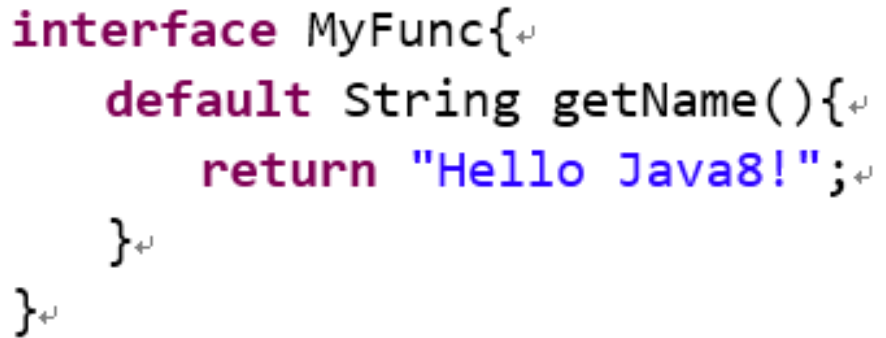 interface MyFunc{
    default String getName(){
        return "Hello Java8!";
    }
}